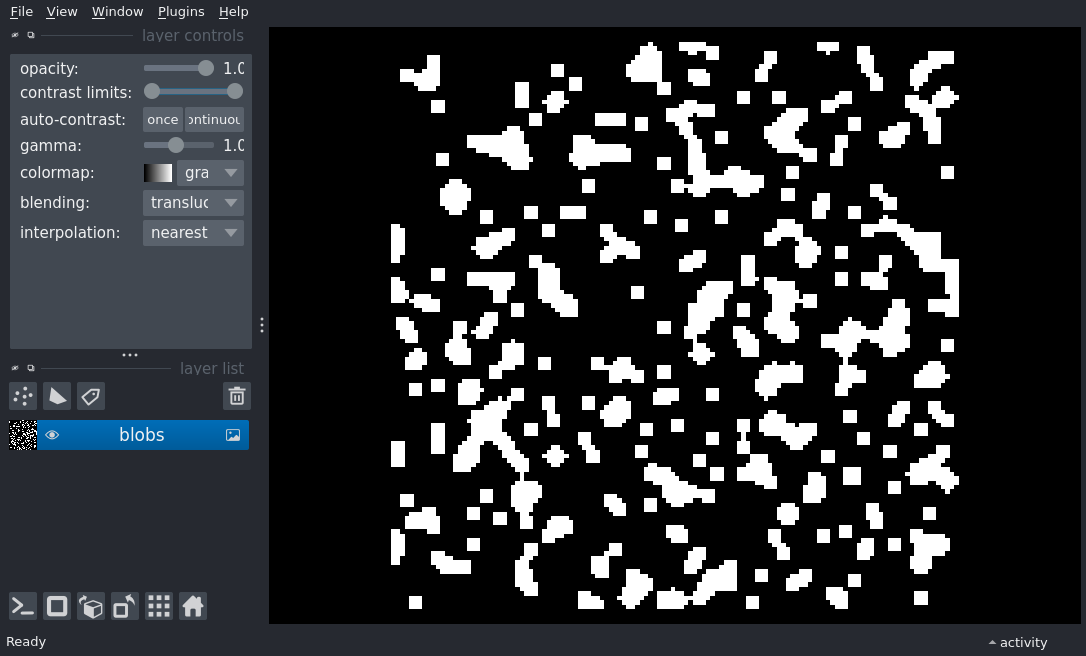 File View Window Plugins Help
layer controls
opacity: 1.0
contrast limits:
auto-contrast: once ontinuou
gamma: 1.0
colormap: gra
blending: transluc
interpolation: nearest
layer list
blobs
Ready
activity